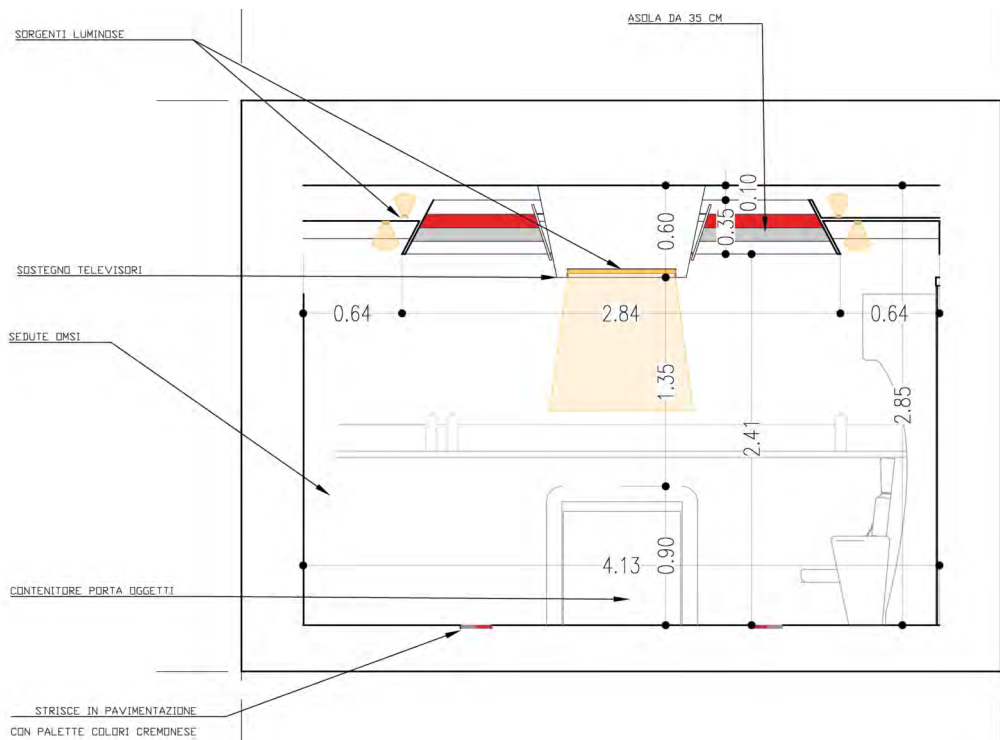 ASOLA DA 35 CM
SORGENTI LUMINOSE
0.10
0.35
0.60
SOSTEGNO TELEVISORI
0.64
2.84
0.64
SEDUTE OMSI
1.35
2.85
2.41
4.13
0.90
CONTENITORE PORTA OGGETTI
STRISCE IN PAVIMENTAZIONE
CON PALETTE COLORI CREMONESE